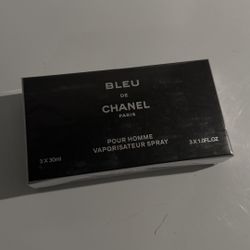 BLEU
DE
CHANEL
PARIS
POUR HOMME
VAPORISATEUR SPRAY
3 X 30ml
3 X 1.0FL.OZ